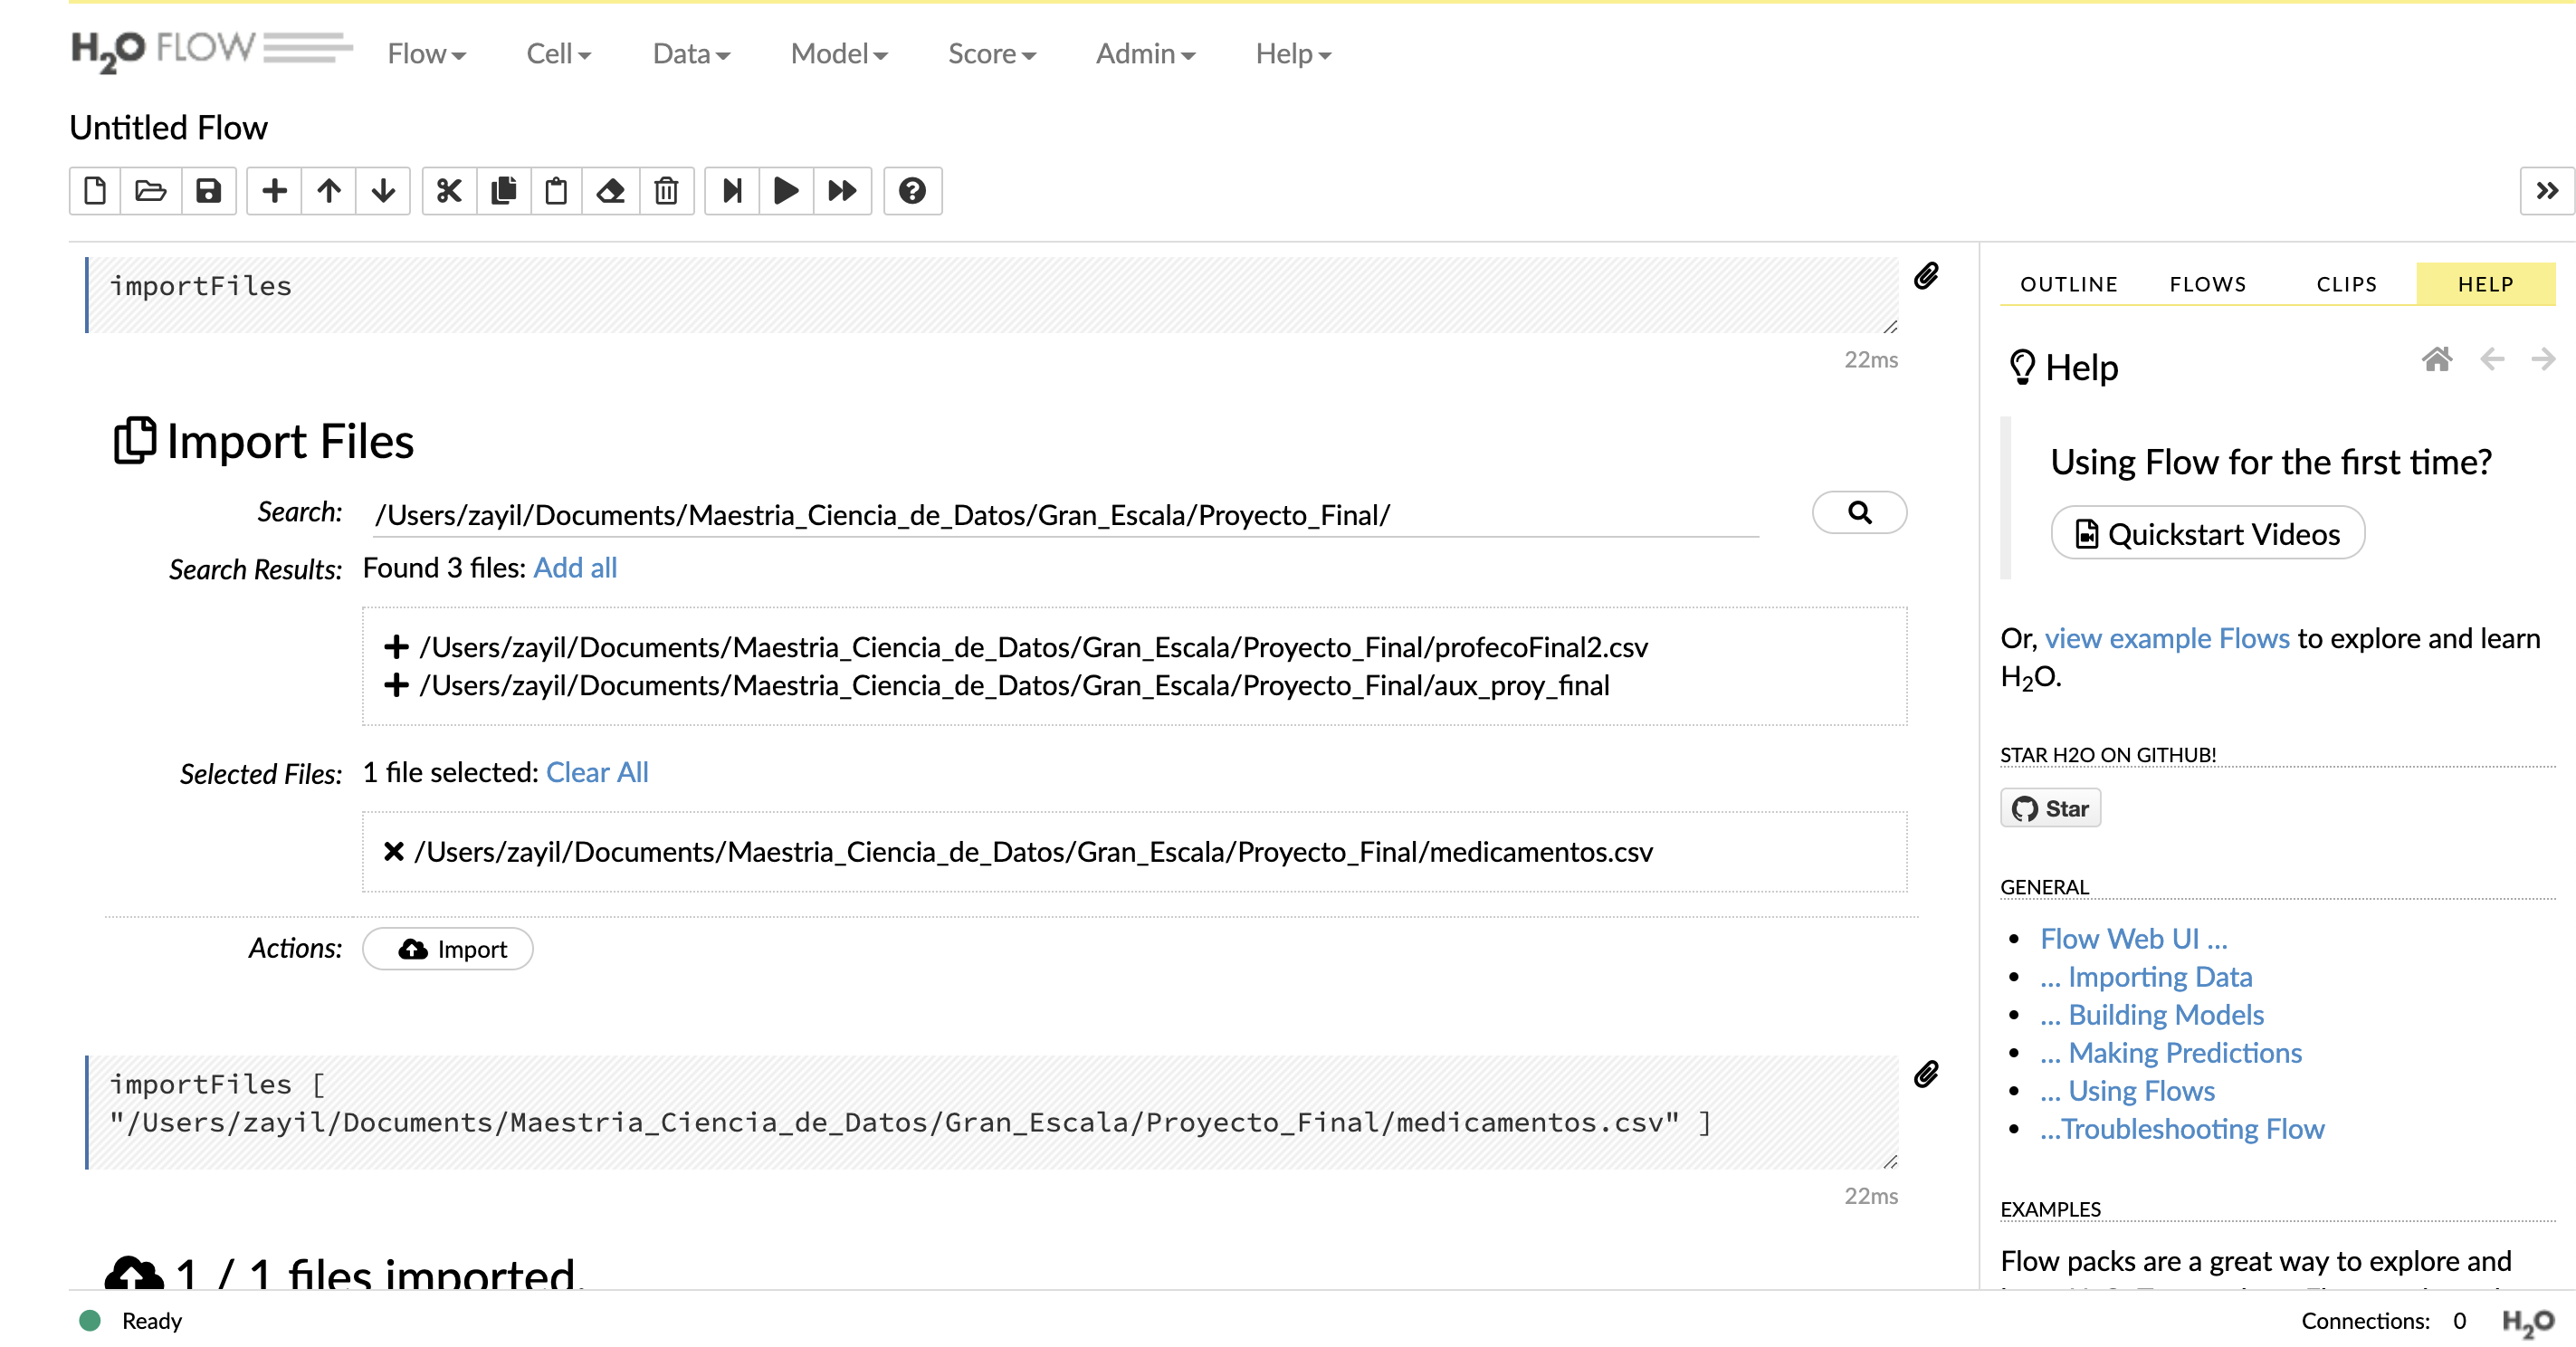 H2O FLOW Flow Cell Data Model Score Admin Help
Untitled Flow
importFiles
22ms
Import Files
Search: /Users/zayil/Documents/Maestria_Ciencia_de_Datos/Gran_Escala/Proyecto_Final/
Search Results: Found 3 files: Add all
/Users/zayil/Documents/Maestria_Ciencia_de_Datos/Gran_Escala/Proyecto_Final/profecoFinal2.csv
/Users/zayil/Documents/Maestria_Ciencia_de_Datos/Gran_Escala/Proyecto_Final/aux_proy_final
Selected Files: 1 file selected: Clear All
/Users/zayil/Documents/Maestria_Ciencia_de_Datos/Gran_Escala/Proyecto_Final/medicamentos.csv
Actions: Import
importFiles [
"/Users/zayil/Documents/Maestria_Ciencia_de_Datos/Gran_Escala/Proyecto_Final/medicamentos.csv" ]
22ms
1 / 1 files imported.
OUTLINE FLOWS CLIPS HELP
Help
Using Flow for the first time?
Quickstart Videos
Or, view example Flows to explore and learn
H2O.
STAR H2O ON GITHUB!
Star
GENERAL
• Flow Web UI ...
• ... Importing Data
• ... Building Models
• ... Making Predictions
• ... Using Flows
• ...Troubleshooting Flow
EXAMPLES
Flow packs are a great way to explore and
Ready Connections: 0 H2O